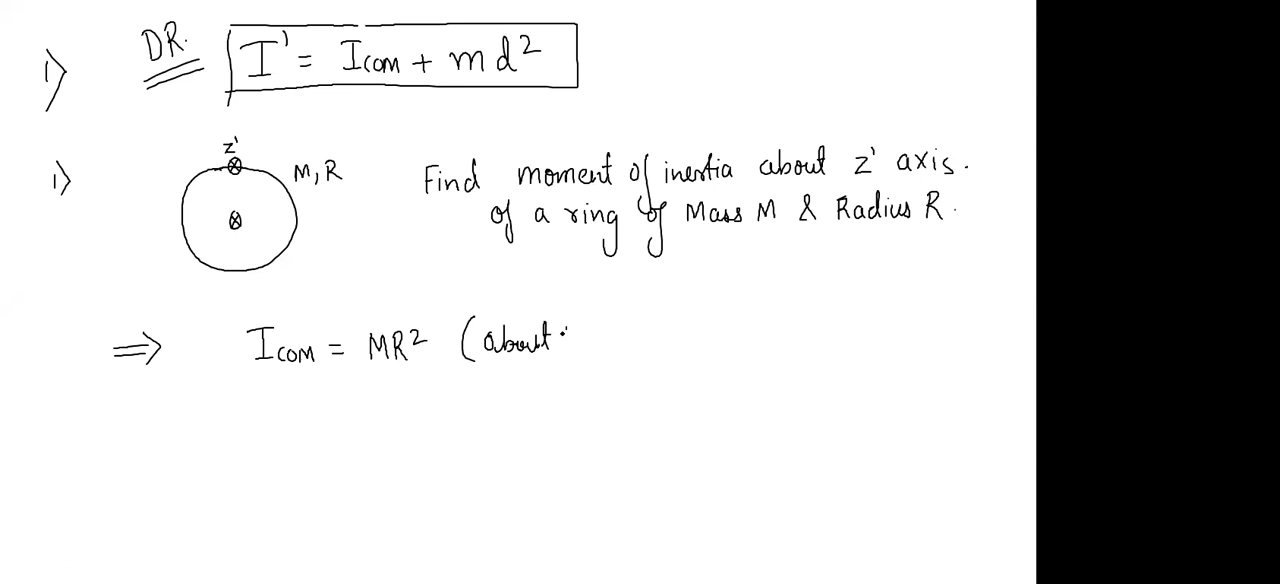 1) DR. I' = Icom + md²
1) z' M, R Find moment of inertia about z' axis.
of a ring of Mass M & Radius R.
⇒ Icom = MR² (about